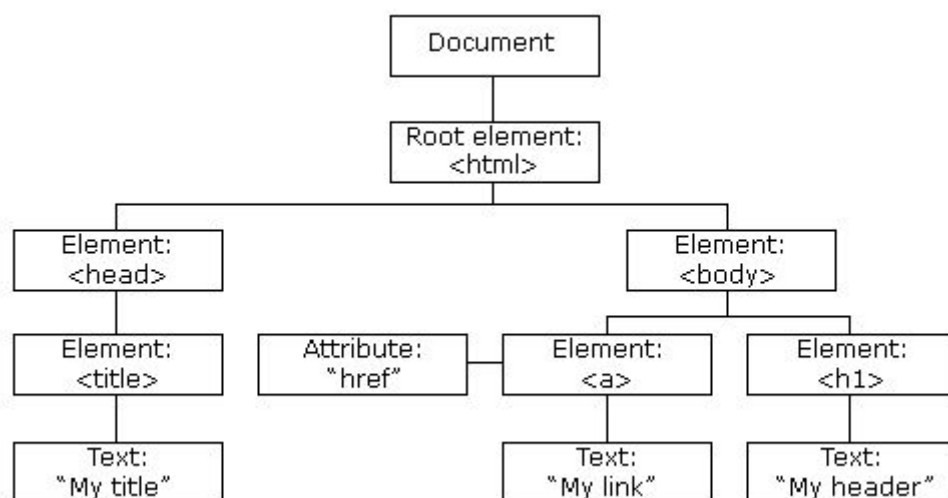 Document
Root element:
<html>
Element:
<head>
Element:
<body>
Element:
<title>
Attribute:
“href”
Element:
<a>
Element:
<h1>
Text:
“My title”
Text:
“My link”
Text:
“My header”